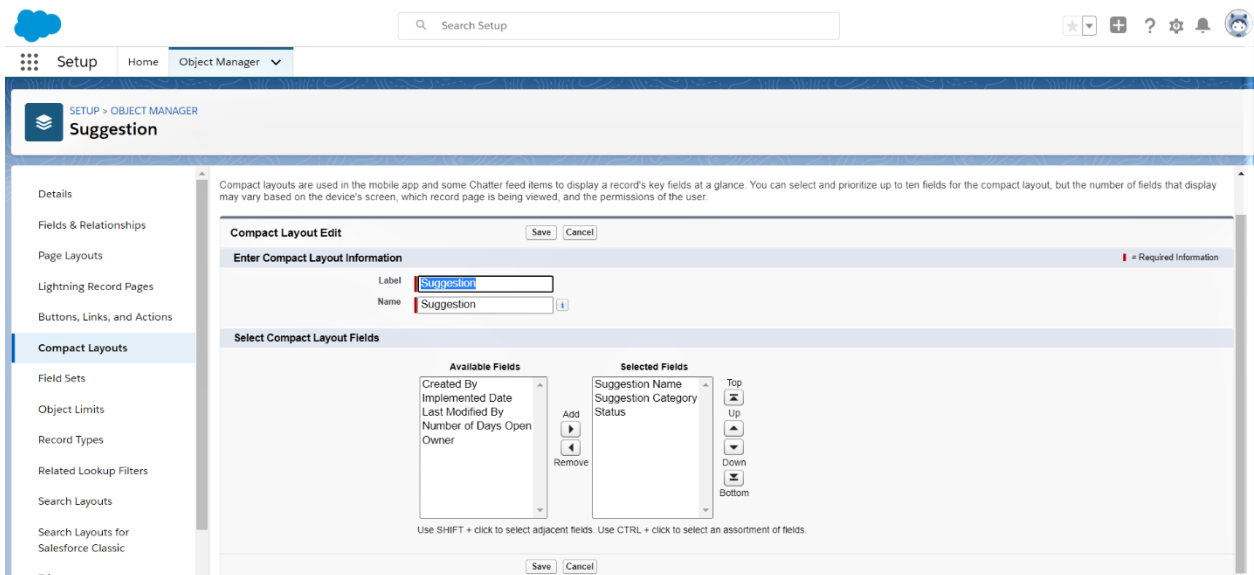 Search Setup
Setup
Home
Object Manager
SETUP > OBJECT MANAGER
Suggestion
Details
Fields & Relationships
Page Layouts
Lightning Record Pages
Buttons, Links, and Actions
Compact Layouts
Field Sets
Object Limits
Record Types
Related Lookup Filters
Search Layouts
Search Layouts for
Salesforce Classic
Compact layouts are used in the mobile app and some Chatter feed items to display a record's key fields at a glance. You can select and prioritize up to ten fields for the compact layout, but the number of fields that display
may vary based on the device's screen, which record page is being viewed, and the permissions of the user.
Compact Layout Edit
Save
Cancel
Enter Compact Layout Information
= Required Information
Label
Suggestion
Name
Suggestion
i
Select Compact Layout Fields
Available Fields
Created By
Implemented Date
Last Modified By
Number of Days Open
Owner
Add
Remove
Selected Fields
Suggestion Name
Suggestion Category
Status
Top
Up
Down
Bottom
Use SHIFT + click to select adjacent fields. Use CTRL + click to select an assortment of fields.
Save
Cancel